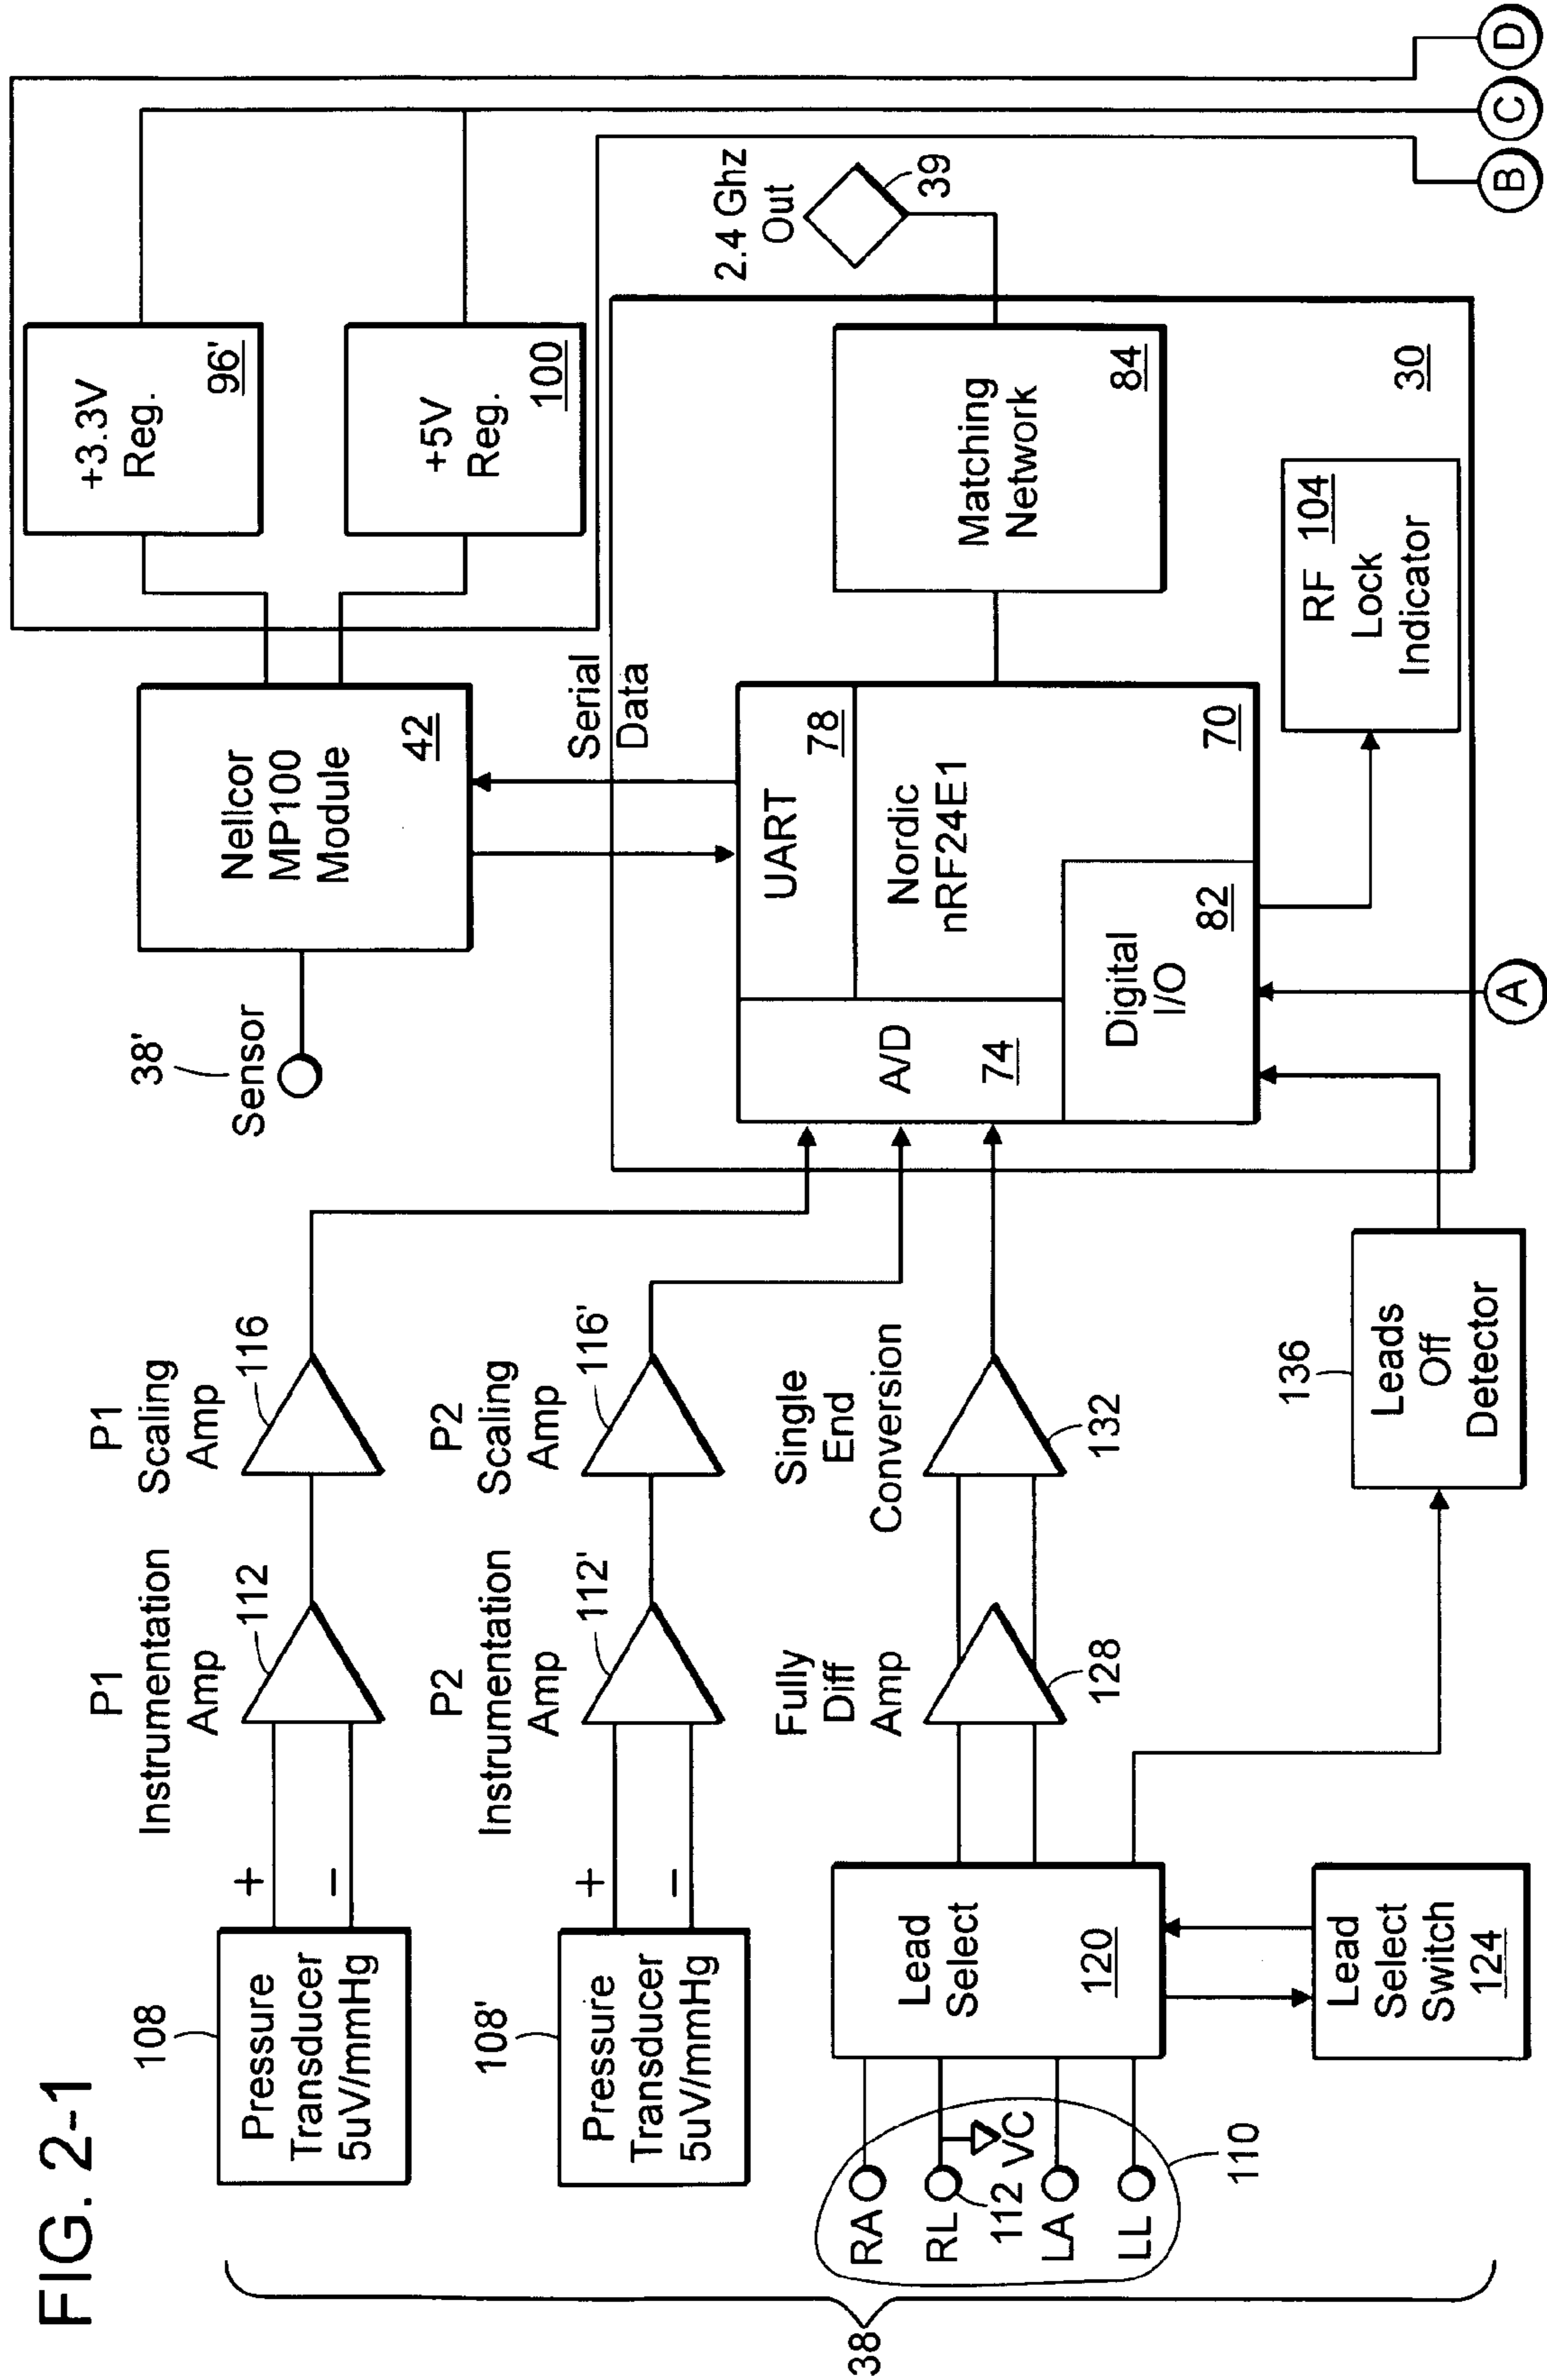 FIG. 2-1
38
108
Pressure
Transducer
5uV/mmHg
+
−
P1
Instrumentation
Amp
112
P1
Scaling
Amp
116
108'
Pressure
Transducer
5uV/mmHg
+
−
P2
Instrumentation
Amp
112'
P2
Scaling
Amp
116'
RA
RL
112
VC
LA
LL
110
Lead
Select
120
Lead
Select
Switch
124
Fully
Diff
Amp
128
Single
End
Conversion
132
136
Leads
Off
Detector
38'
Sensor
Nellcor
MP100
Module
42
+3.3V
Reg.
96'
+5V
Reg.
100
Serial
Data
UART
78
A/D
74
Nordic
nRF24E1
70
Digital
I/O
82
Matching
Network
84
2.4 Ghz
Out
39
RF
104
Lock
Indicator
30
A
B
C
D